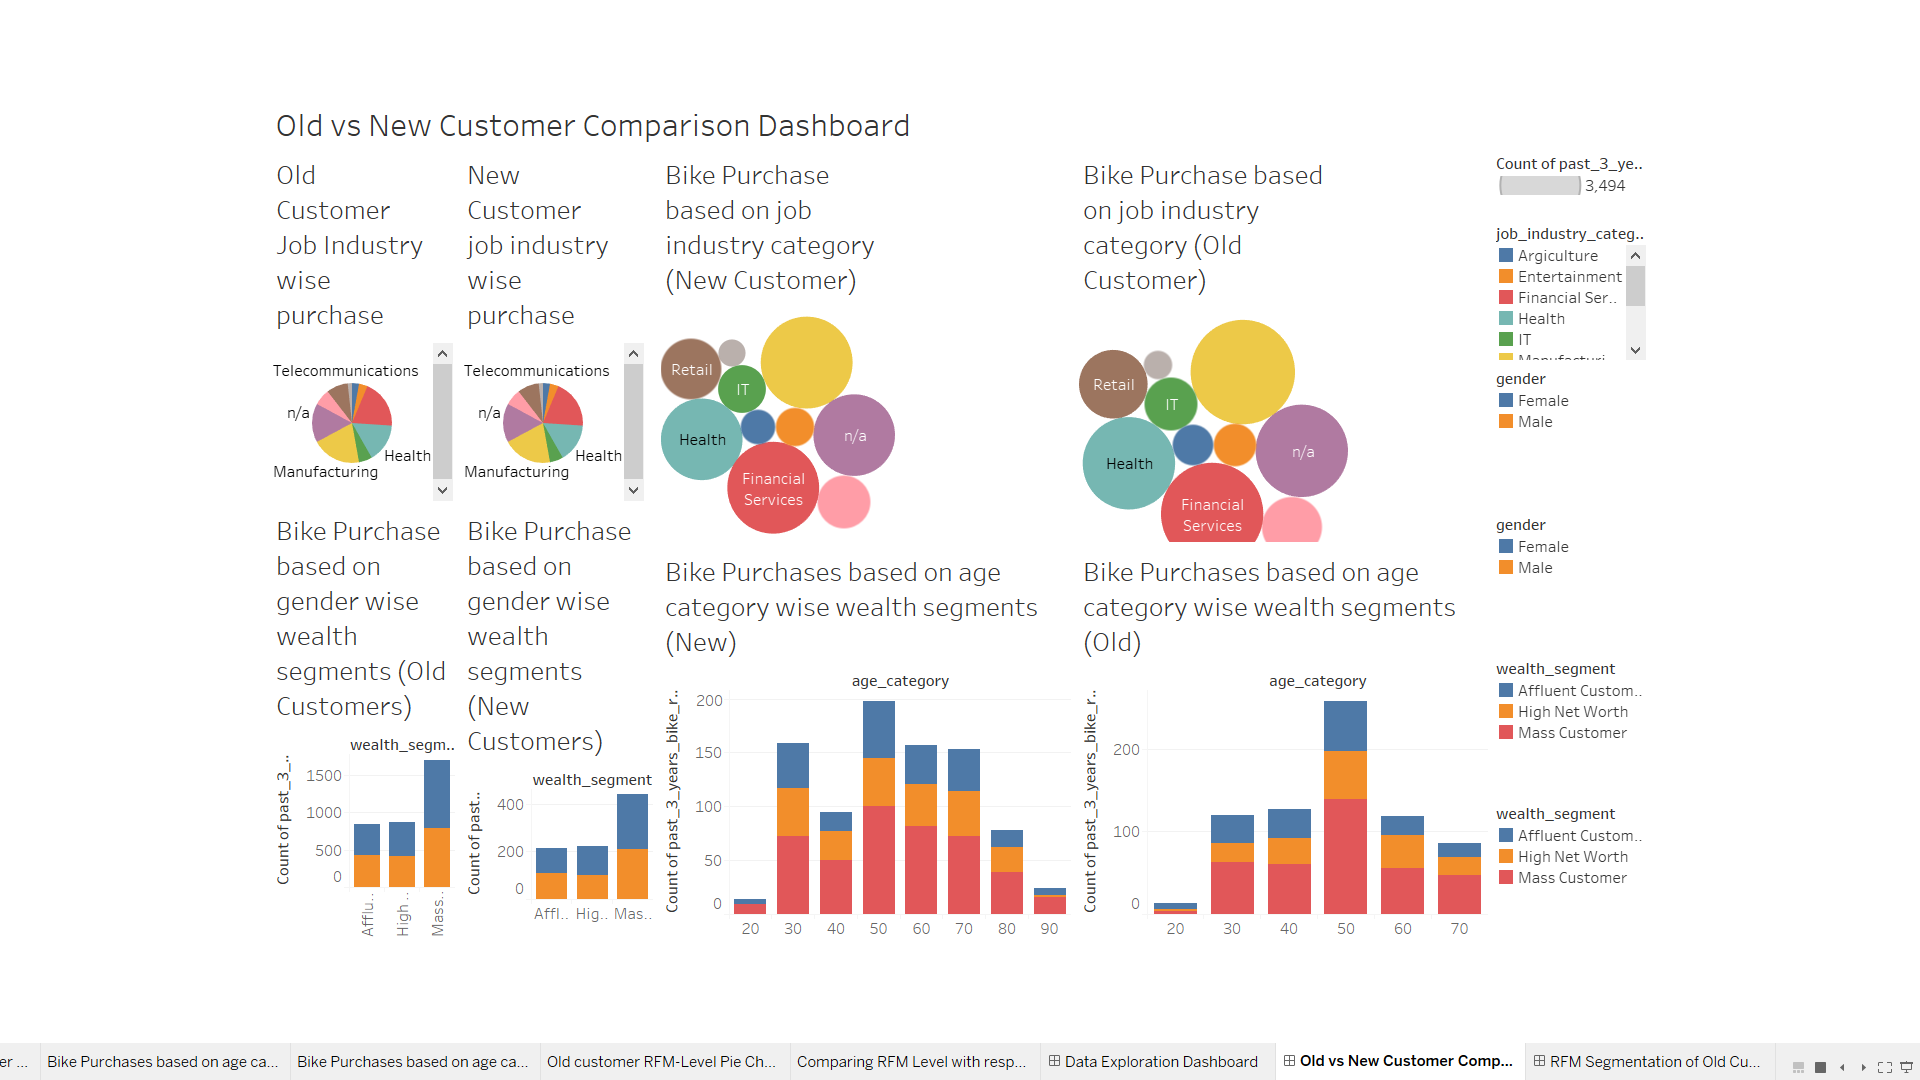 Old vs New Customer Comparison Dashboard
Old
Customer
Job Industry
wise
purchase
Telecommunications
n/a
Health
Manufacturing
New
Customer
job industry
wise
purchase
Telecommunications
n/a
Health
Manufacturing
Bike Purchase
based on job
industry category
(New Customer)
Retail
IT
Health
n/a
Financial
Services
Bike Purchase based
on job industry
category (Old
Customer)
Retail
IT
Health
n/a
Financial
Services
Count of past_3_ye..
3,494
job_industry_categ..
Argiculture
Entertainment
Financial Ser..
Health
IT
Manufacturi..
gender
Female
Male
gender
Female
Male
wealth_segment
Affluent Custom..
High Net Worth
Mass Customer
wealth_segment
Affluent Custom..
High Net Worth
Mass Customer
Bike Purchase
based on
gender wise
wealth
segments (Old
Customers)
wealth_segm..
Count of past_3_..
1500
1000
500
0
Afflu..
High ..
Mass..
Bike Purchase
based on
gender wise
wealth
segments
(New
Customers)
wealth_segment
Count of past..
400
200
0
Affl..
Hig..
Mas..
Bike Purchases based on age
category wise wealth segments
(New)
age_category
Count of past_3_years_bike_r..
200
150
100
50
0
20 30 40 50 60 70 80 90
Bike Purchases based on age
category wise wealth segments
(Old)
age_category
Count of past_3_years_bike_r..
200
100
0
20 30 40 50 60 70
er ...
Bike Purchases based on age ca...
Bike Purchases based on age ca...
Old customer RFM-Level Pie Ch...
Comparing RFM Level with resp...
Data Exploration Dashboard
Old vs New Customer Comp...
RFM Segmentation of Old Cu...